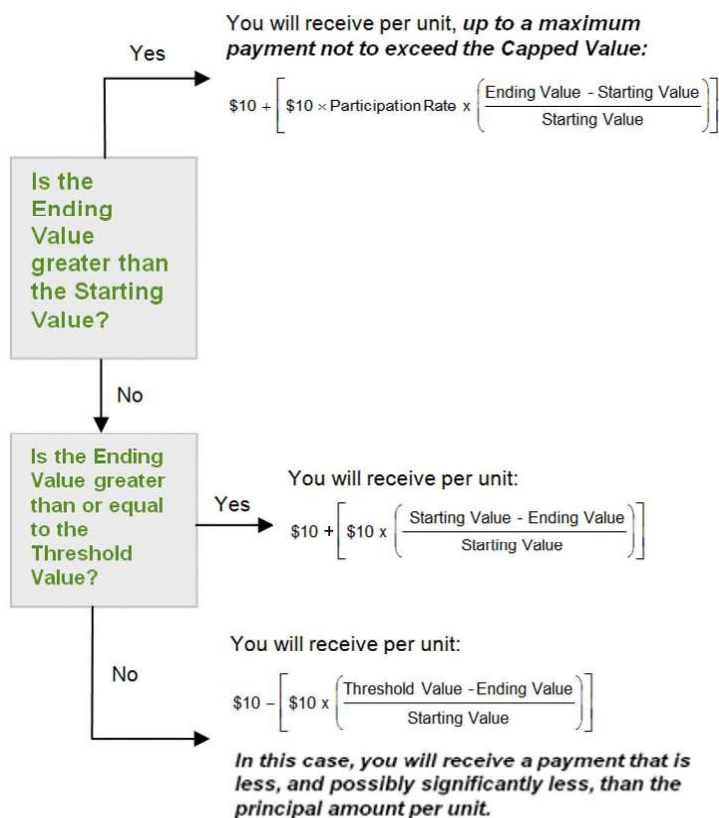 You will receive per unit, up to a maximum
payment not to exceed the Capped Value:
Yes
$10 + [ $10 × Participation Rate x ( Ending Value - Starting Value / Starting Value ) ]
Is the
Ending
Value
greater than
the Starting
Value?
No
Is the Ending
Value greater
than or equal
to the
Threshold
Value?
Yes
You will receive per unit:
$10 + [ $10 x ( Starting Value - Ending Value / Starting Value ) ]
No
You will receive per unit:
$10 − [ $10 x ( Threshold Value - Ending Value / Starting Value ) ]
In this case, you will receive a payment that is
less, and possibly significantly less, than the
principal amount per unit.